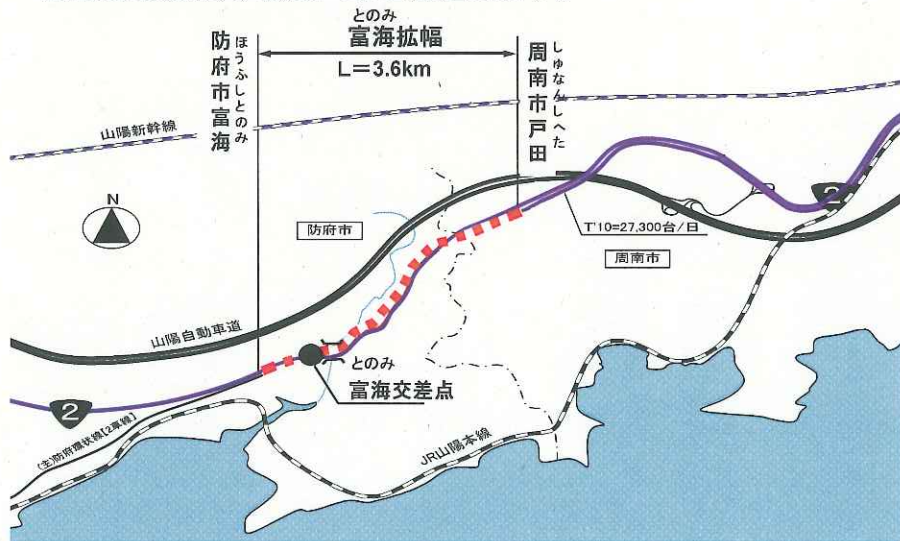 とのみ
富海拡幅
L=3.6km
防府市富海
ほうふしとのみ
周南市戸田
しゅなんしへた
山陽新幹線
N
防府市
2
T'10=27,300台/日
周南市
山陽自動車道
とのみ
富海交差点
2
(主)防府環状線【2車線】
JR山陽本線